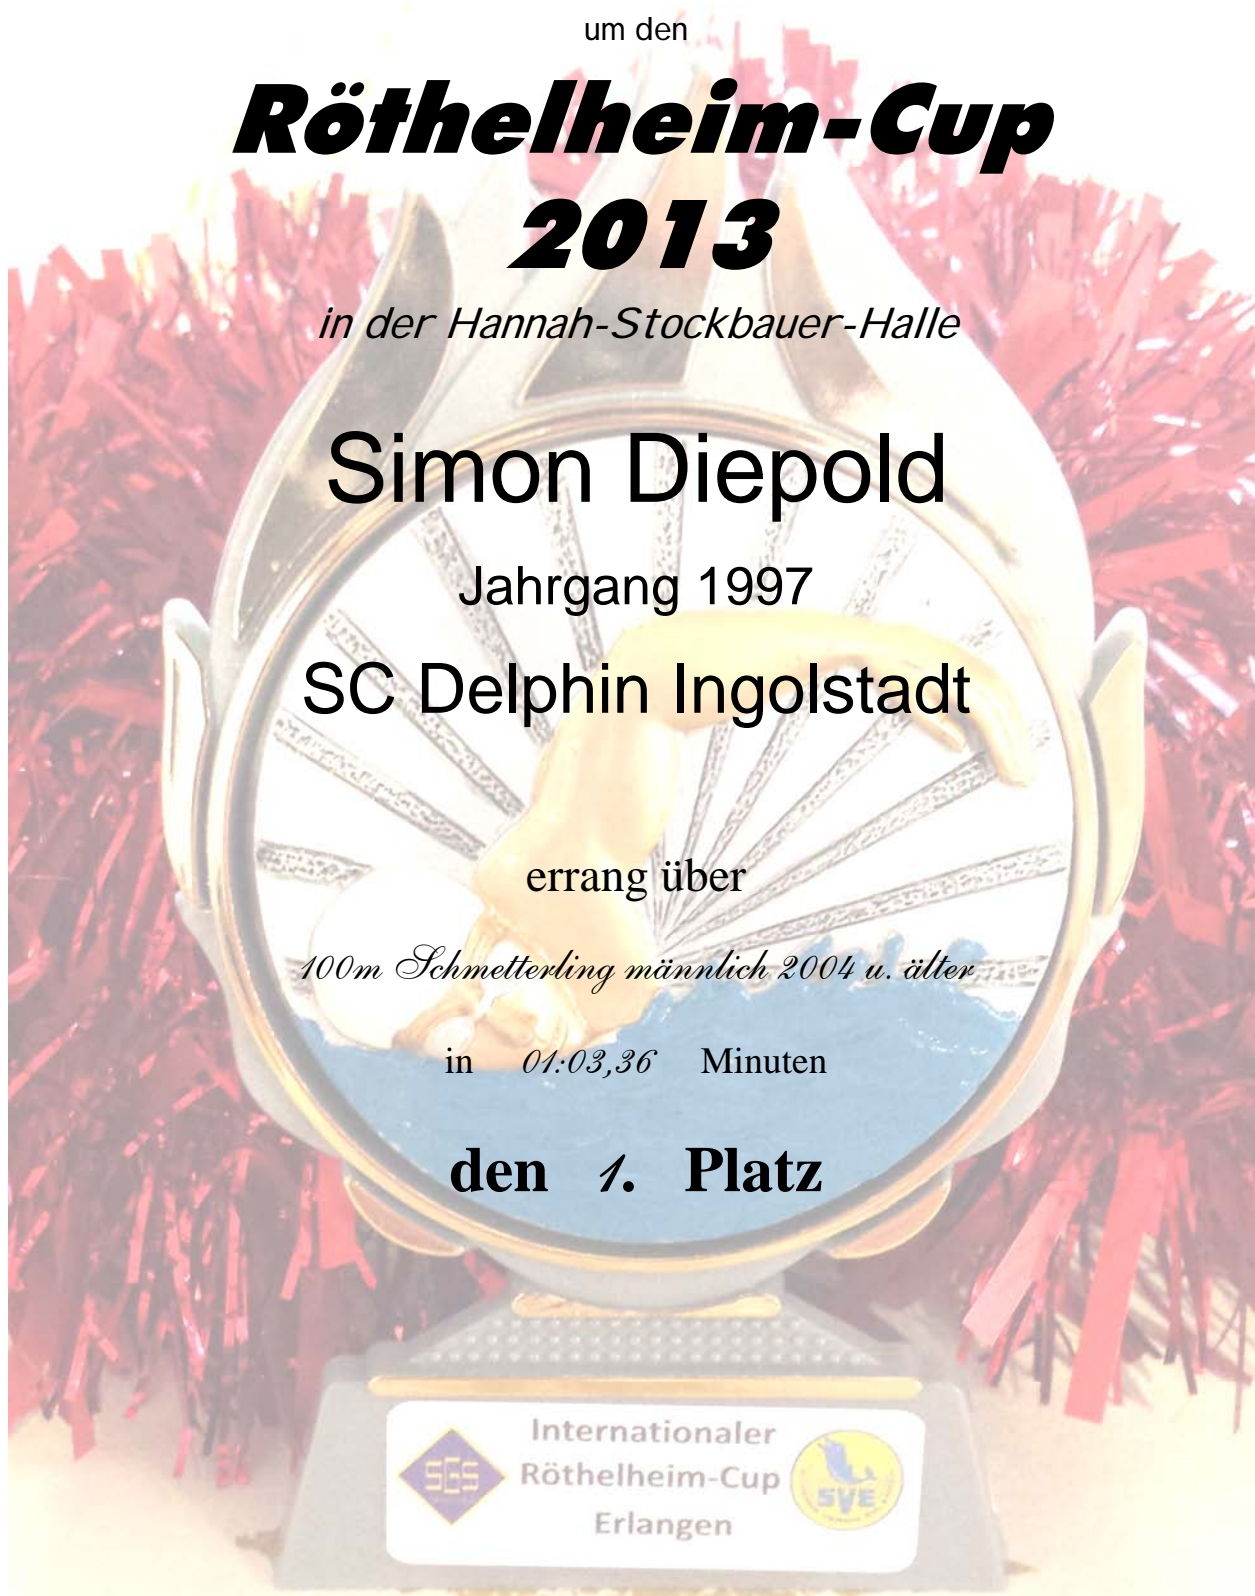 um den
Röthelheim-Cup
2013
in der Hannah-Stockbauer-Halle
Simon Diepold
Jahrgang 1997
SC Delphin Ingolstadt
errang über
100m Schmetterling männlich 2004 u. älter
in 01:03,36 Minuten
den 1. Platz
Internationaler
SGS Röthelheim-Cup SVE
Erlangen